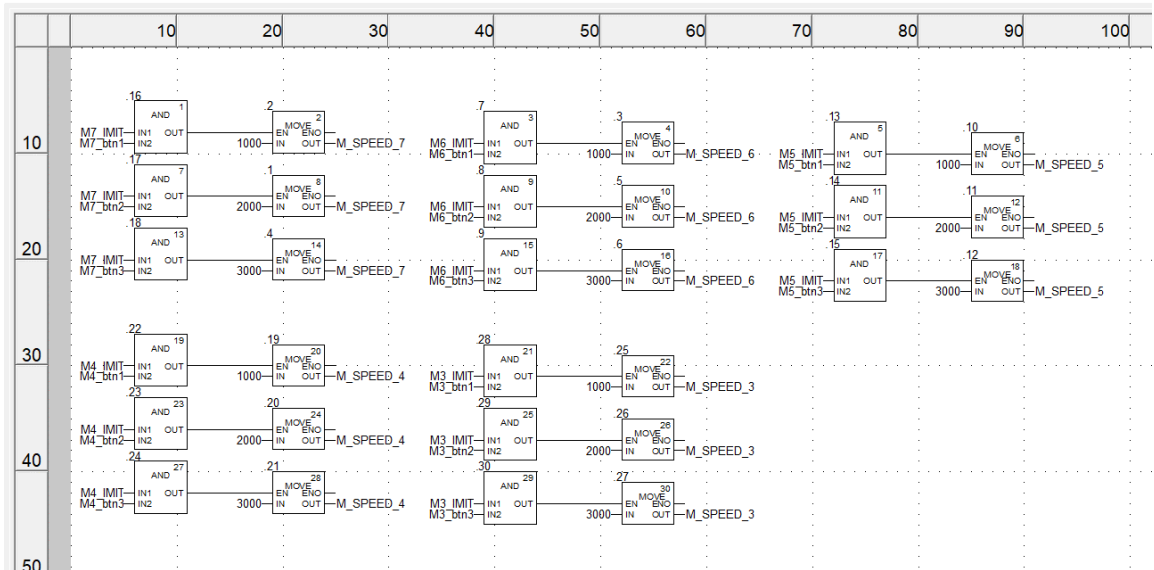 10 20 30 40 50 60 70 80 90 100
10
20
30
40
50
.16
AND 1
M7_IMIT IN1 OUT
M7_btn1 IN2
.2
MOVE 2
EN ENO
1000 IN OUT M_SPEED_7
.7
AND 3
M6_IMIT IN1 OUT
M6_btn1 IN2
.3
MOVE 4
EN ENO
1000 IN OUT M_SPEED_6
.13
AND 5
M5_IMIT IN1 OUT
M5_btn1 IN2
.10
MOVE 6
EN ENO
1000 IN OUT M_SPEED_5
.17
AND 7
M7_IMIT IN1 OUT
M7_btn2 IN2
.1
MOVE 8
EN ENO
2000 IN OUT M_SPEED_7
.8
AND 9
M6_IMIT IN1 OUT
M6_btn2 IN2
.5
MOVE 10
EN ENO
2000 IN OUT M_SPEED_6
.14
AND 11
M5_IMIT IN1 OUT
M5_btn2 IN2
.11
MOVE 12
EN ENO
2000 IN OUT M_SPEED_5
.18
AND 13
M7_IMIT IN1 OUT
M7_btn3 IN2
.4
MOVE 14
EN ENO
3000 IN OUT M_SPEED_7
.9
AND 15
M6_IMIT IN1 OUT
M6_btn3 IN2
.6
MOVE 16
EN ENO
3000 IN OUT M_SPEED_6
.15
AND 17
M5_IMIT IN1 OUT
M5_btn3 IN2
.12
MOVE 18
EN ENO
3000 IN OUT M_SPEED_5
.22
AND 19
M4_IMIT IN1 OUT
M4_btn1 IN2
.19
MOVE 20
EN ENO
1000 IN OUT M_SPEED_4
.28
AND 21
M3_IMIT IN1 OUT
M3_btn1 IN2
.25
MOVE 22
EN ENO
1000 IN OUT M_SPEED_3
.23
AND 23
M4_IMIT IN1 OUT
M4_btn2 IN2
.20
MOVE 24
EN ENO
2000 IN OUT M_SPEED_4
.29
AND 25
M3_IMIT IN1 OUT
M3_btn2 IN2
.26
MOVE 26
EN ENO
2000 IN OUT M_SPEED_3
.24
AND 27
M4_IMIT IN1 OUT
M4_btn3 IN2
.21
MOVE 28
EN ENO
3000 IN OUT M_SPEED_4
.30
AND 29
M3_IMIT IN1 OUT
M3_btn3 IN2
.27
MOVE 30
EN ENO
3000 IN OUT M_SPEED_3